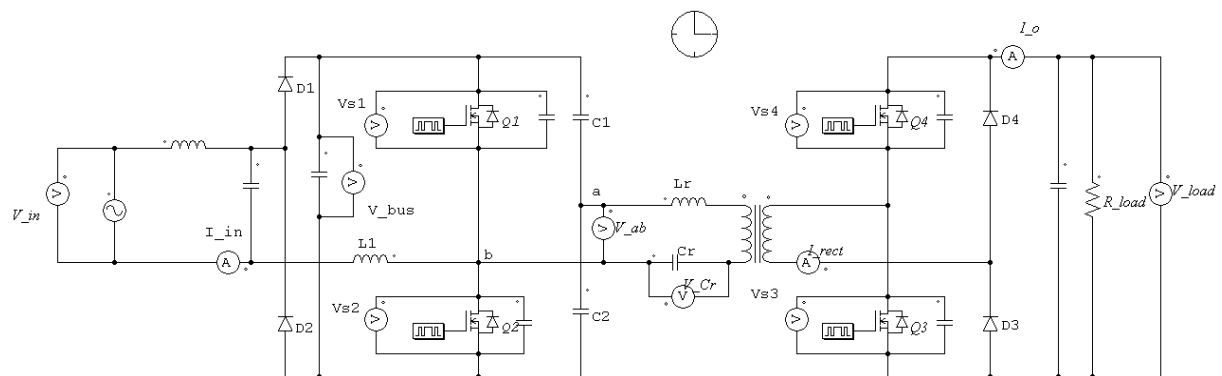 I_o
D1
Vs1
Q1
C1
Vs4
Q4
D4
V
V
V
A
V_bus
a
Lr
V
V_in
V
V_ab
R_load
V
V_load
I_in
A
L1
b
Cr
A
I_rect
V
V_Cr
D2
Vs2
V
Q2
C2
Vs3
V
Q3
D3